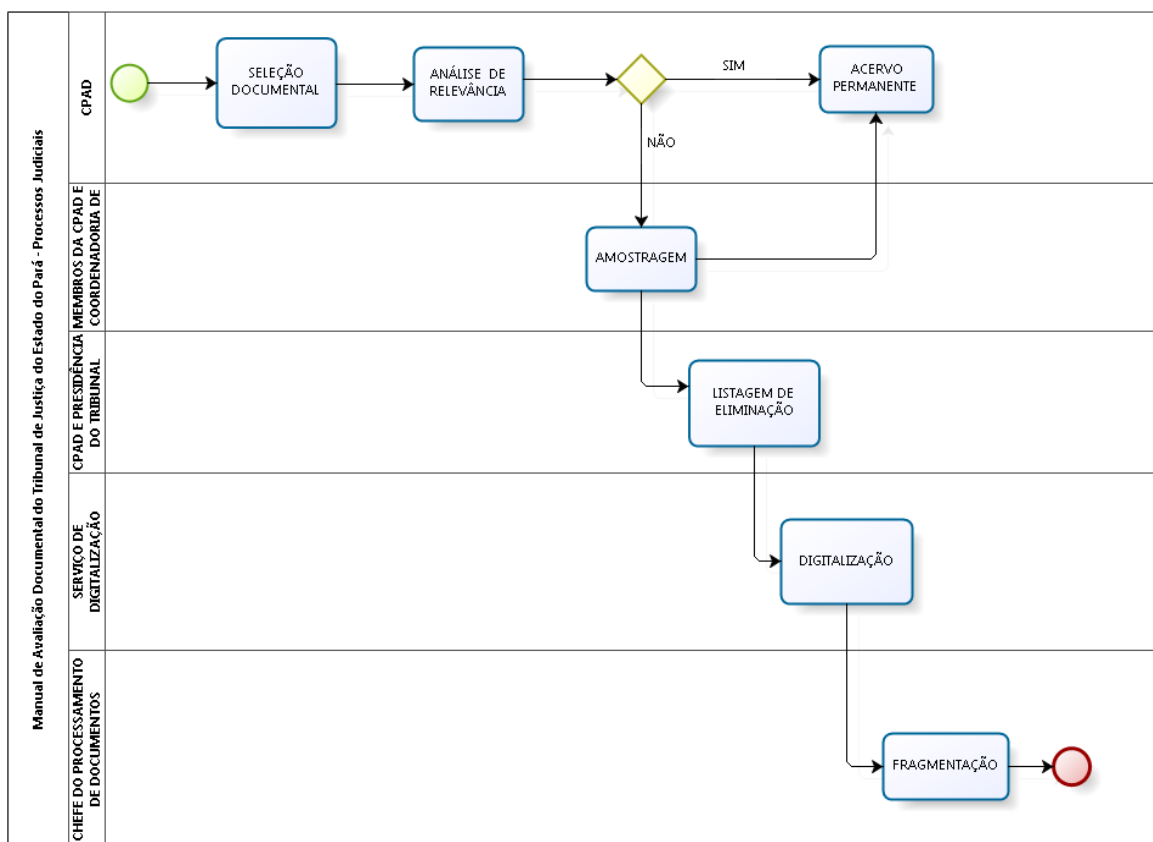 Manual de Avaliação Documental do Tribunal de Justiça do Estado do Pará - Processos Judiciais
CPAD
SELEÇÃO
DOCUMENTAL
ANÁLISE DE
RELEVÂNCIA
SIM
NÃO
ACERVO
PERMANENTE
MEMBROS DA CPAD E
COORDENADORIA DE
AMOSTRAGEM
CPAD E PRESIDÊNCIA
DO TRIBUNAL
LISTAGEM DE
ELIMINAÇÃO
SERVIÇO DE
DIGITALIZAÇÃO
DIGITALIZAÇÃO
CHEFE DO PROCESSAMENTO
DE DOCUMENTOS
FRAGMENTAÇÃO